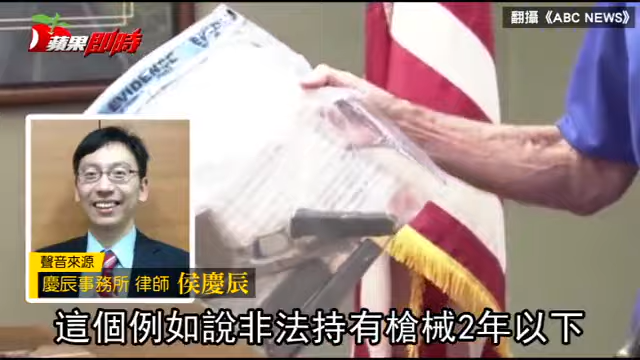 蘋果即時
翻攝《ABC NEWS》
EVIDENCE
聲音來源
慶辰事務所 律師 侯慶辰
這個例如說非法持有槍械2年以下